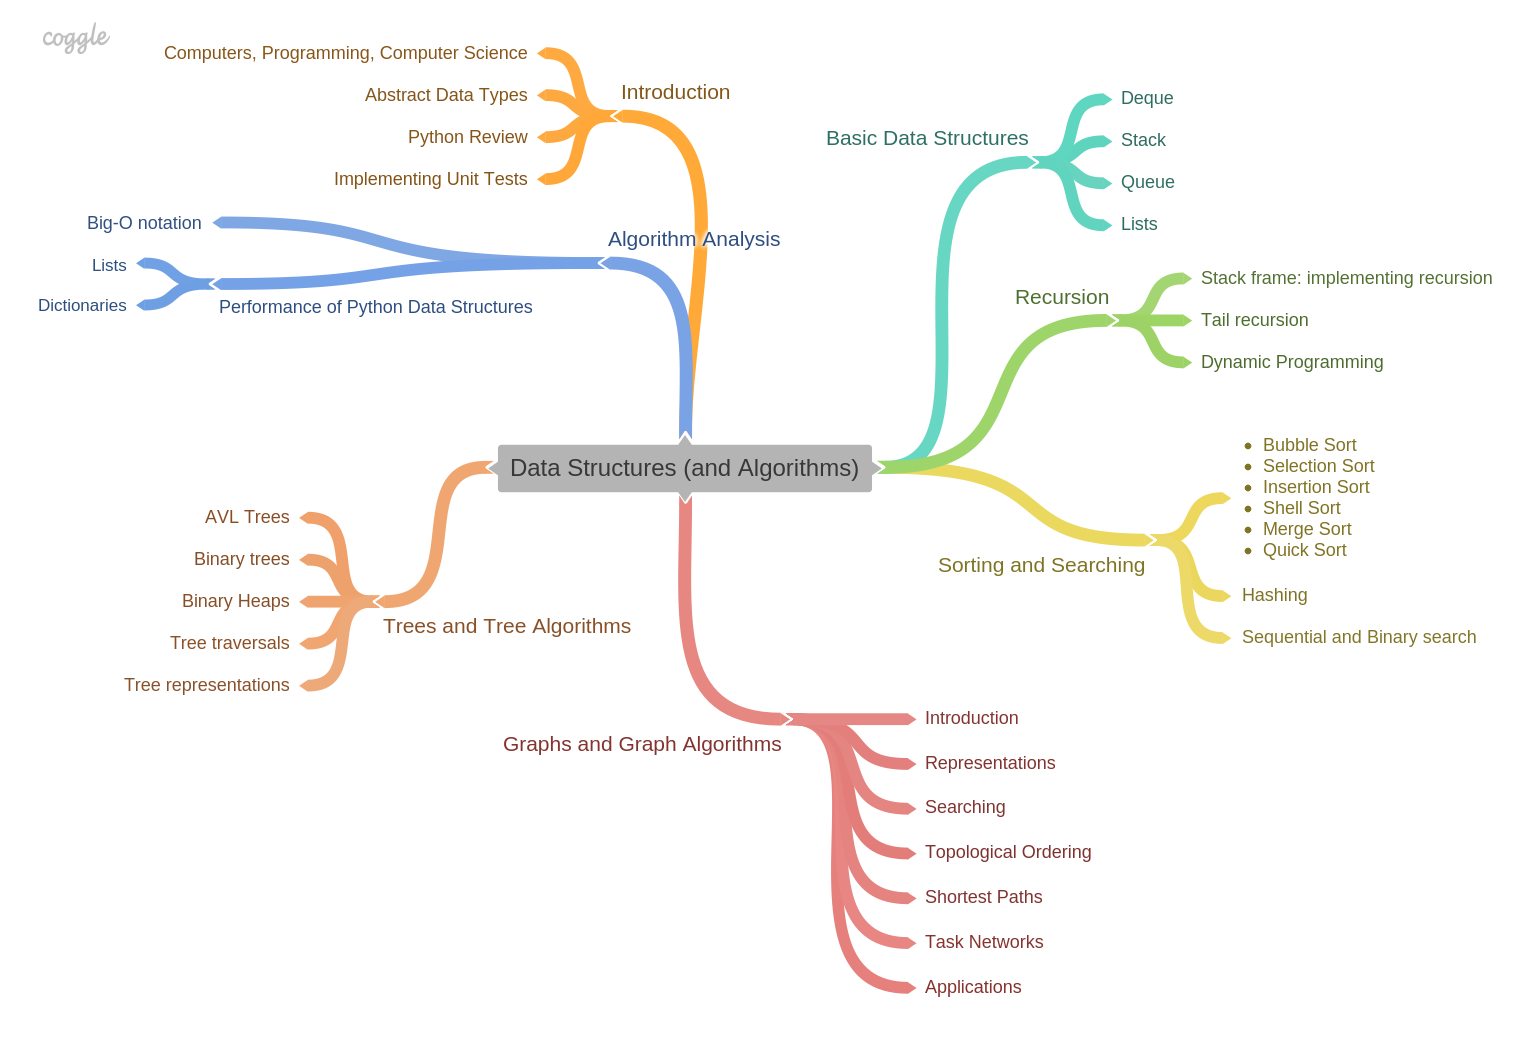 coggle
Computers, Programming, Computer Science
Abstract Data Types
Python Review
Implementing Unit Tests
Introduction
Big-O notation
Lists
Dictionaries
Performance of Python Data Structures
Algorithm Analysis
Basic Data Structures
Deque
Stack
Queue
Lists
Recursion
Stack frame: implementing recursion
Tail recursion
Dynamic Programming
Data Structures (and Algorithms)
Sorting and Searching
Bubble Sort
Selection Sort
Insertion Sort
Shell Sort
Merge Sort
Quick Sort
Hashing
Sequential and Binary search
AVL Trees
Binary trees
Binary Heaps
Tree traversals
Tree representations
Trees and Tree Algorithms
Graphs and Graph Algorithms
Introduction
Representations
Searching
Topological Ordering
Shortest Paths
Task Networks
Applications